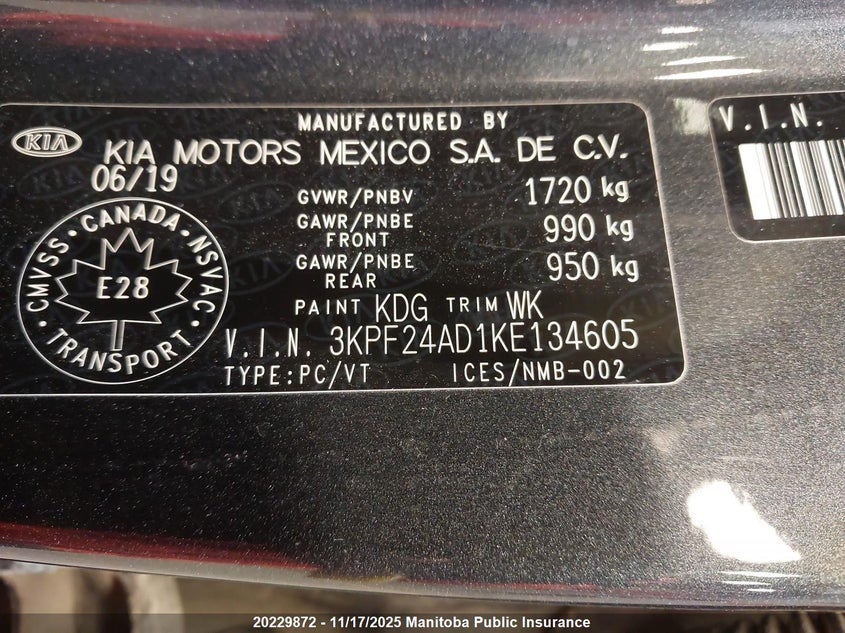 MANUFACTURED BY
KIA KIA MOTORS MEXICO S.A. DE C.V.
06/19
GVWR/PNBV 1720 kg
GAWR/PNBE FRONT 990 kg
GAWR/PNBE REAR 950 kg
CMVSS · CANADA · NSVAC · TRANSPORT ·
E28
PAINT KDG TRIM WK
V.I.N. 3KPF24AD1KE134605
TYPE:PC/VT ICES/NMB-002
V.I.N.
20229872 - 11/17/2025 Manitoba Public Insurance